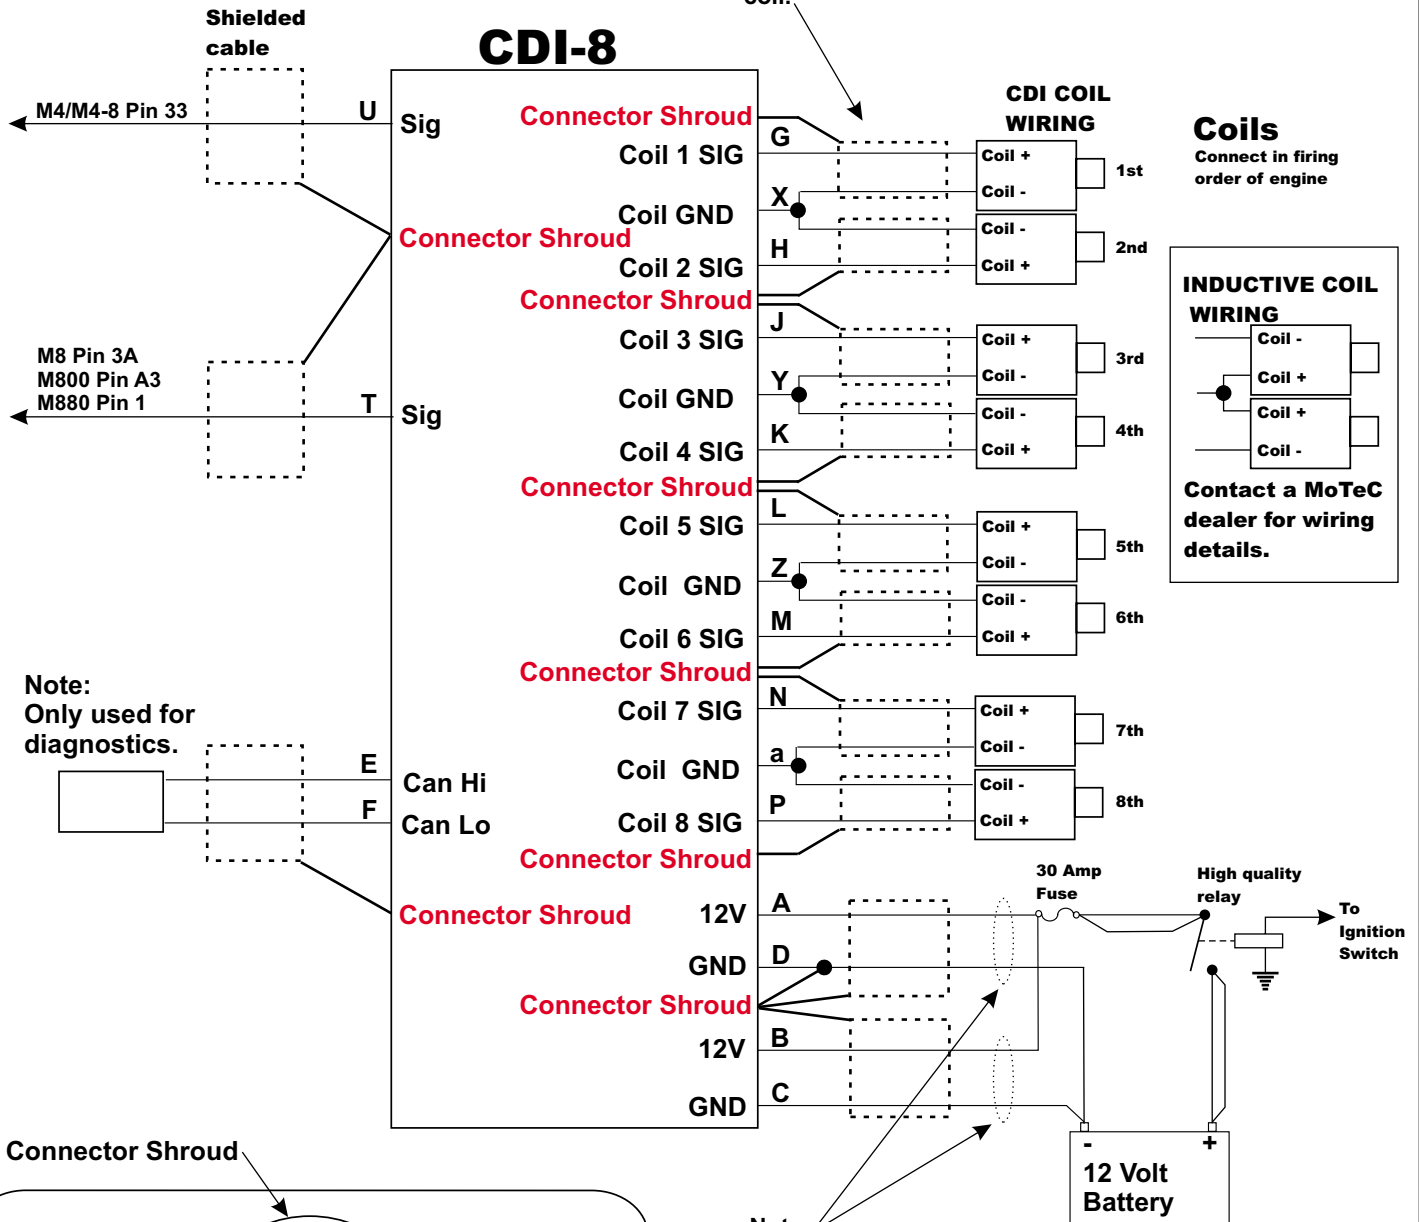 coil.
Shielded
cable
CDI-8
M4/M4-8 Pin 33
U
Sig
Connector Shroud
M8 Pin 3A
M800 Pin A3
M880 Pin 1
T
Sig
Note:
Only used for
diagnostics.
E
Can Hi
F
Can Lo
Connector Shroud
Connector Shroud
G
Coil 1 SIG
X
Coil GND
H
Coil 2 SIG
Connector Shroud
J
Coil 3 SIG
Y
Coil GND
K
Coil 4 SIG
Connector Shroud
L
Coil 5 SIG
Z
Coil GND
M
Coil 6 SIG
Connector Shroud
N
Coil 7 SIG
a
Coil GND
P
Coil 8 SIG
Connector Shroud
12V
A
GND
D
Connector Shroud
12V
B
GND
C
CDI COIL
WIRING
Coil +
Coil -
1st
Coil -
Coil +
2nd
Coil +
Coil -
3rd
Coil -
Coil +
4th
Coil +
Coil -
5th
Coil -
Coil +
6th
Coil +
Coil -
7th
Coil -
Coil +
8th
Coils
Connect in firing
order of engine
INDUCTIVE COIL
WIRING
Coil -
Coil +
Coil +
Coil -
Contact a MoTeC
dealer for wiring
details.
30 Amp
Fuse
High quality
relay
To
Ignition
Switch
- +
12 Volt
Battery
Connector Shroud